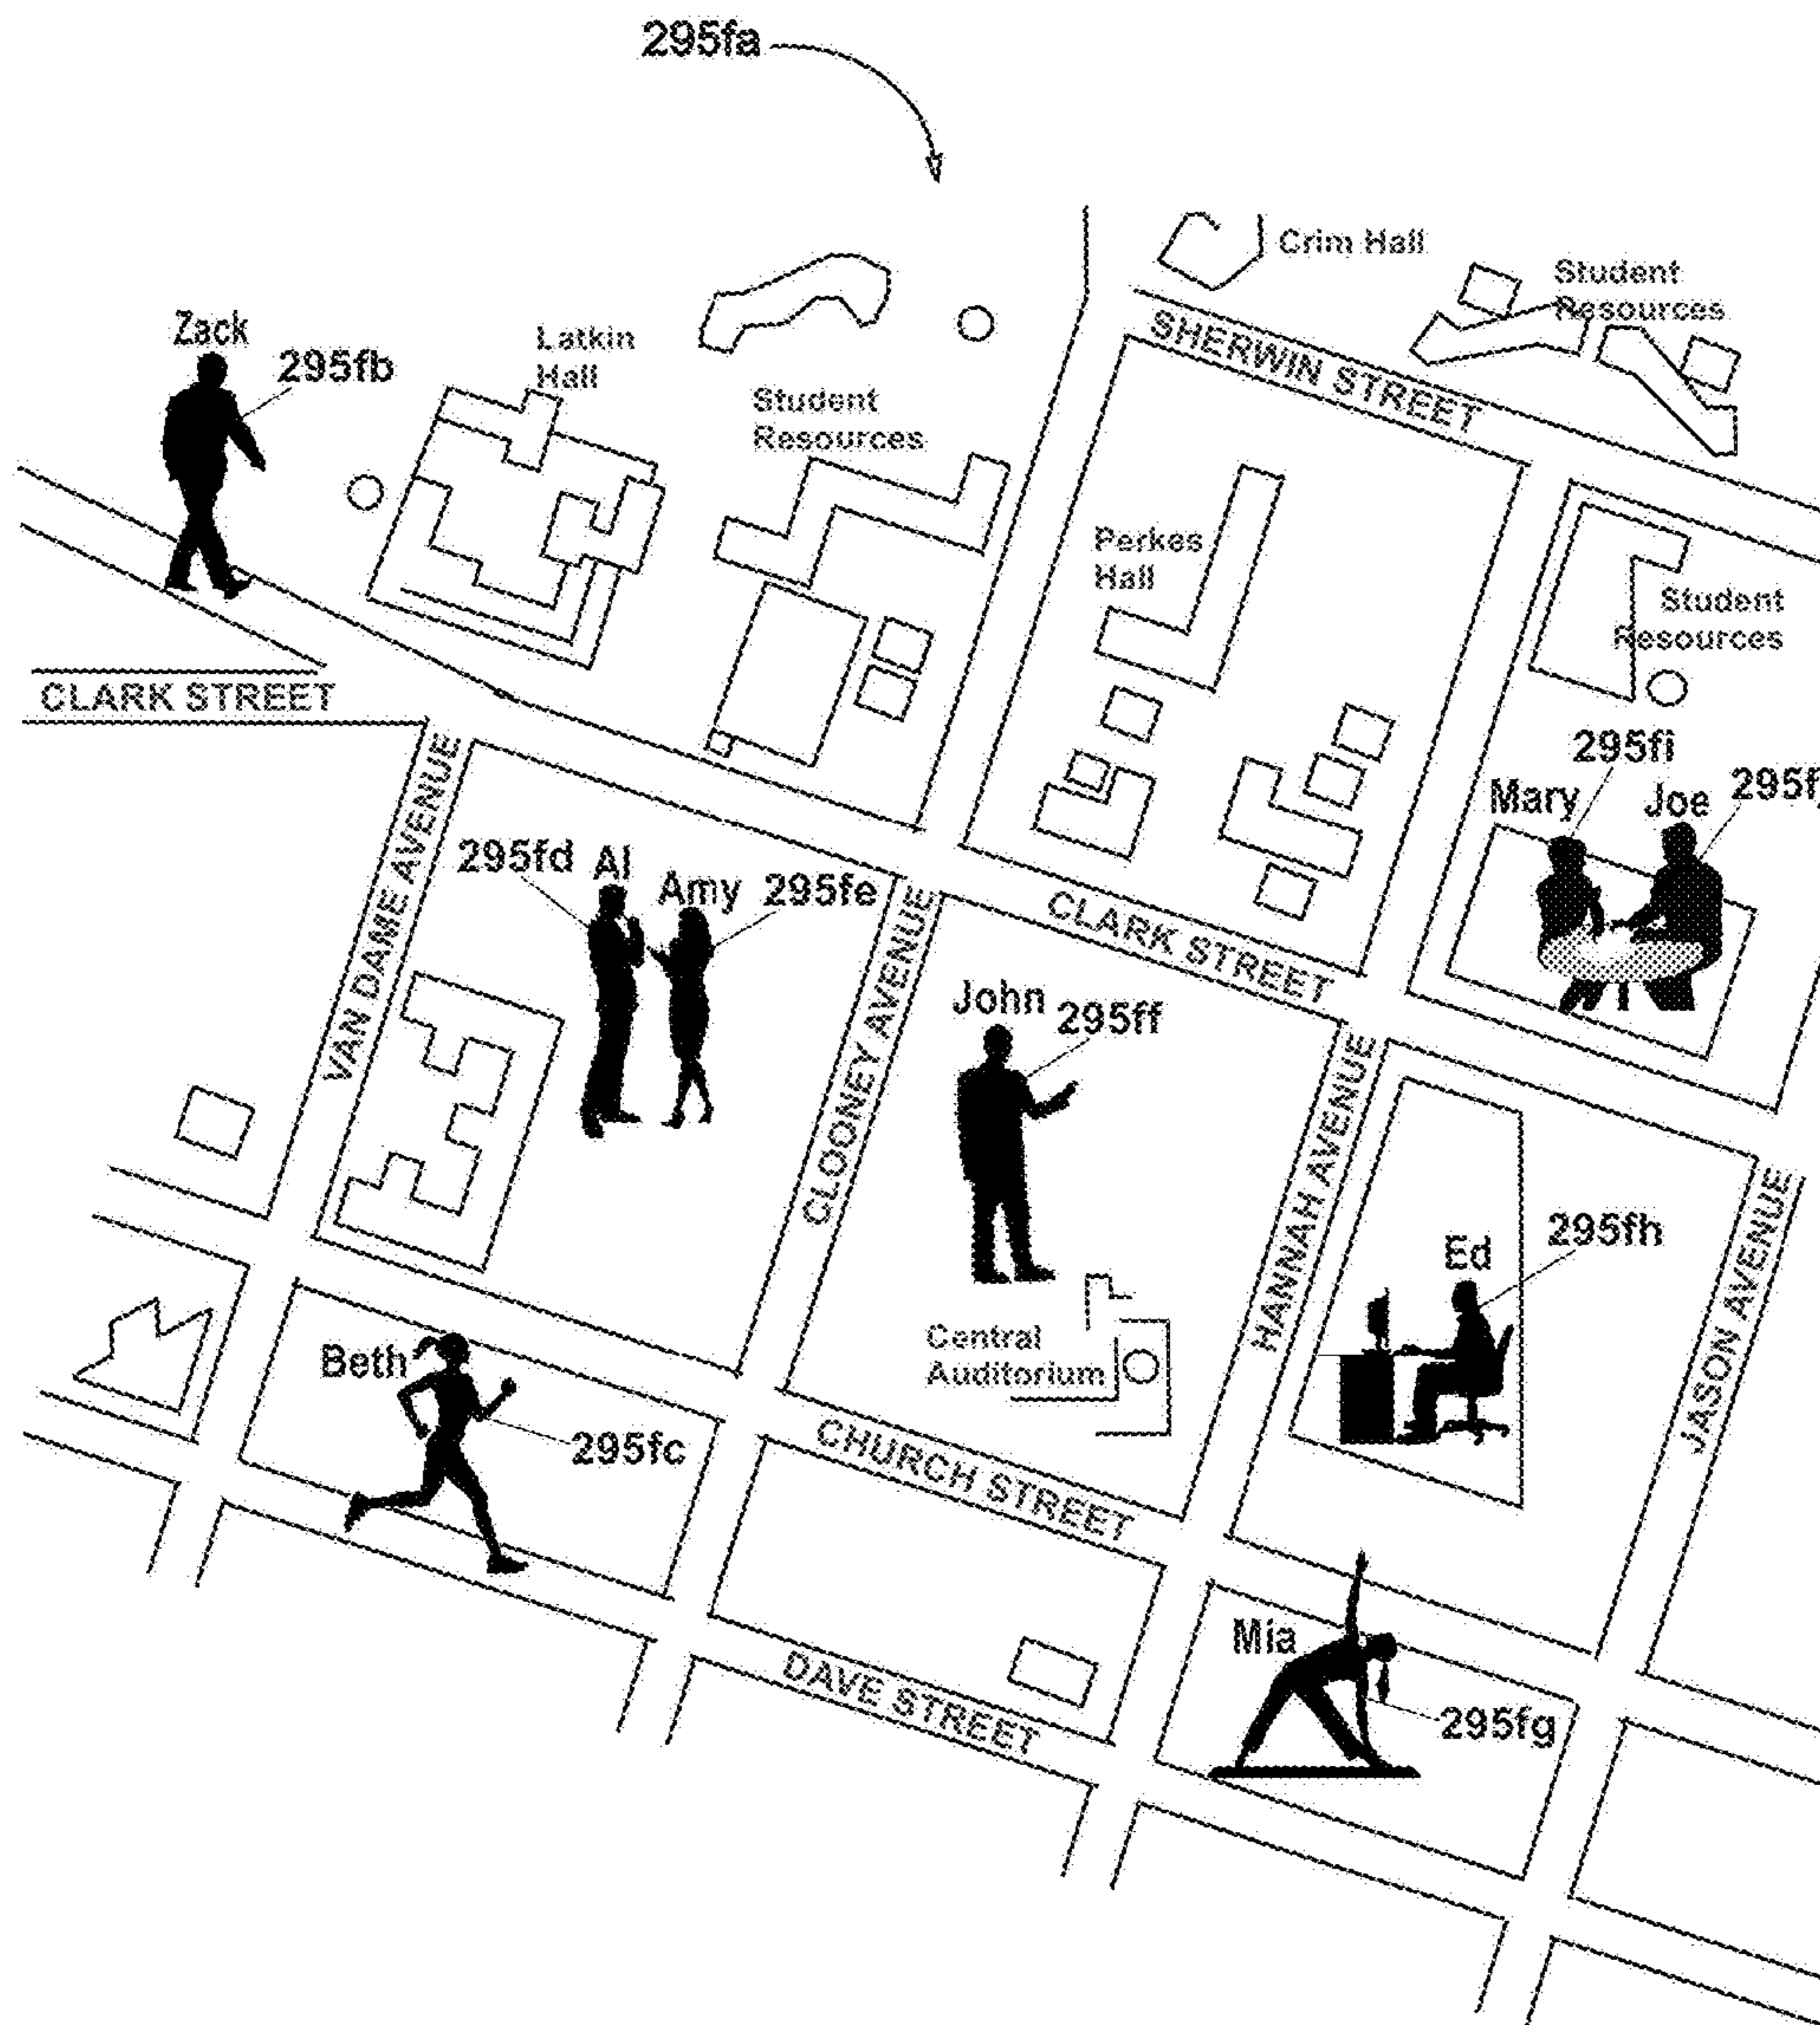 295fa
Crim Hall
Student
Resources
SHERWIN STREET
Zack
295fb
Latkin
Hall
Student
Resources
Perkes
Hall
Student
Resources
CLARK STREET
VAN DAME AVENUE
295fi
Mary
Joe
295f
295fd
Al
Amy
295fe
CLOONEY AVENUE
CLARK STREET
John
295ff
HANNAH AVENUE
JASON AVENUE
Ed
295fh
Beth
295fc
Central
Auditorium
CHURCH STREET
Mia
295fg
DAVE STREET